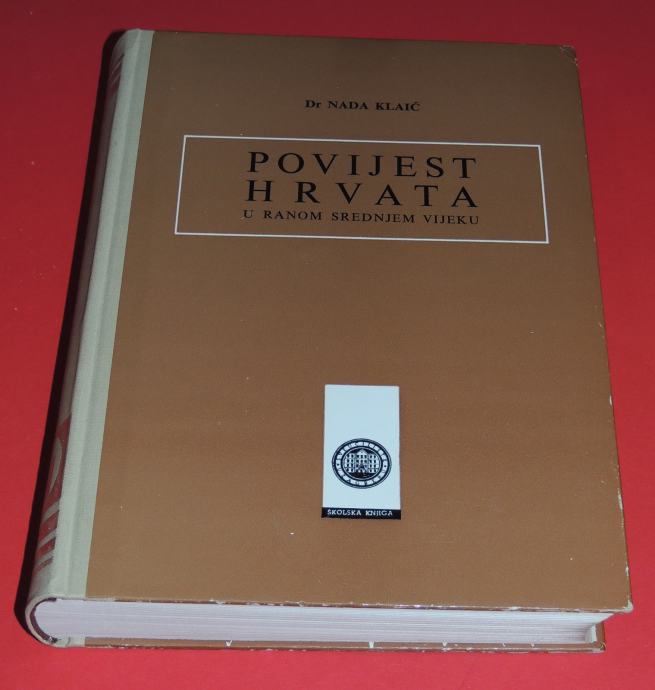 Dr NADA KLAIĆ
POVIJEST
HRVATA
U RANOM SREDNJEM VIJEKU
ŠKOLSKA KNJIGA